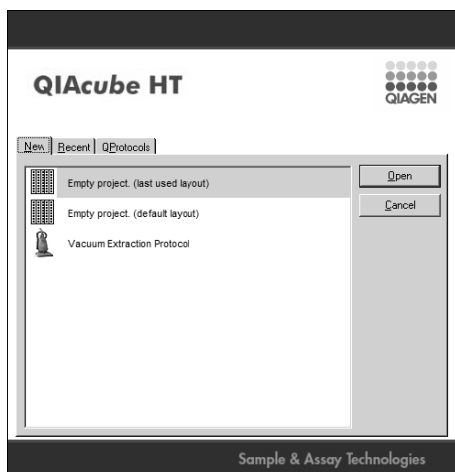 QIAcube HT
QIAGEN
New Recent QProtocols
Empty project. (last used layout)
Open
Empty project. (default layout)
Cancel
Vacuum Extraction Protocol
Sample & Assay Technologies